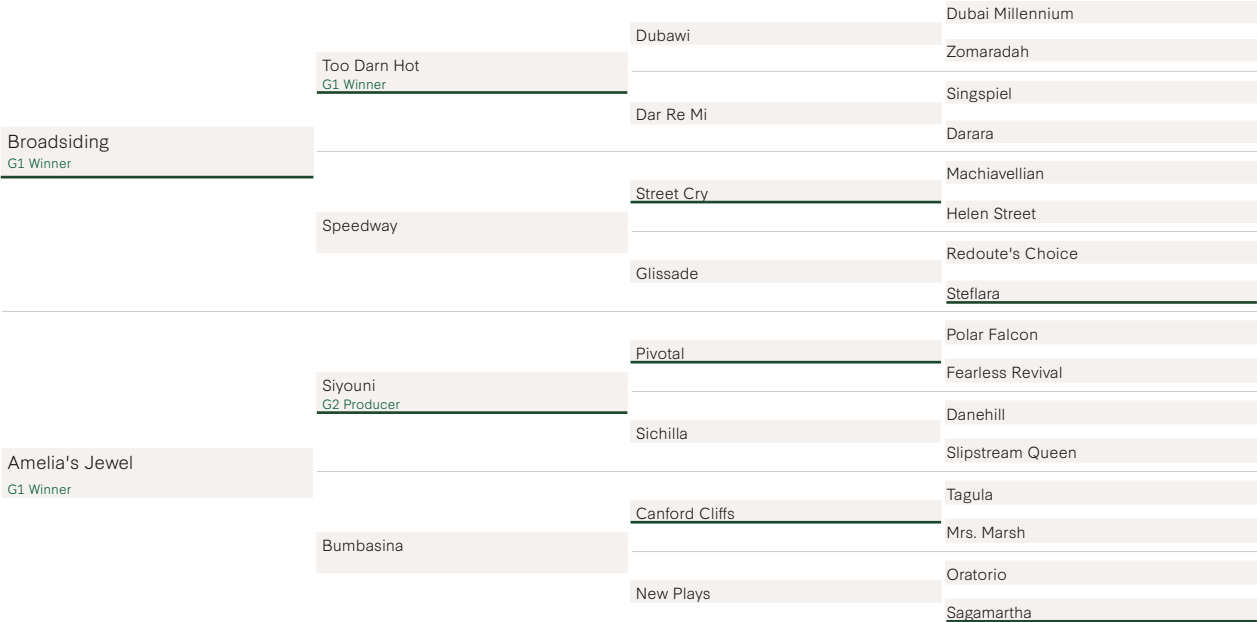 Broadsiding
G1 Winner
Amelia's Jewel
G1 Winner
Too Darn Hot
G1 Winner
Speedway
Siyouni
G2 Producer
Bumbasina
Dubawi
Dar Re Mi
Street Cry
Glissade
Pivotal
Sichilla
Canford Cliffs
New Plays
Dubai Millennium
Zomaradah
Singspiel
Darara
Machiavellian
Helen Street
Redoute's Choice
Steflara
Polar Falcon
Fearless Revival
Danehill
Slipstream Queen
Tagula
Mrs. Marsh
Oratorio
Sagamartha